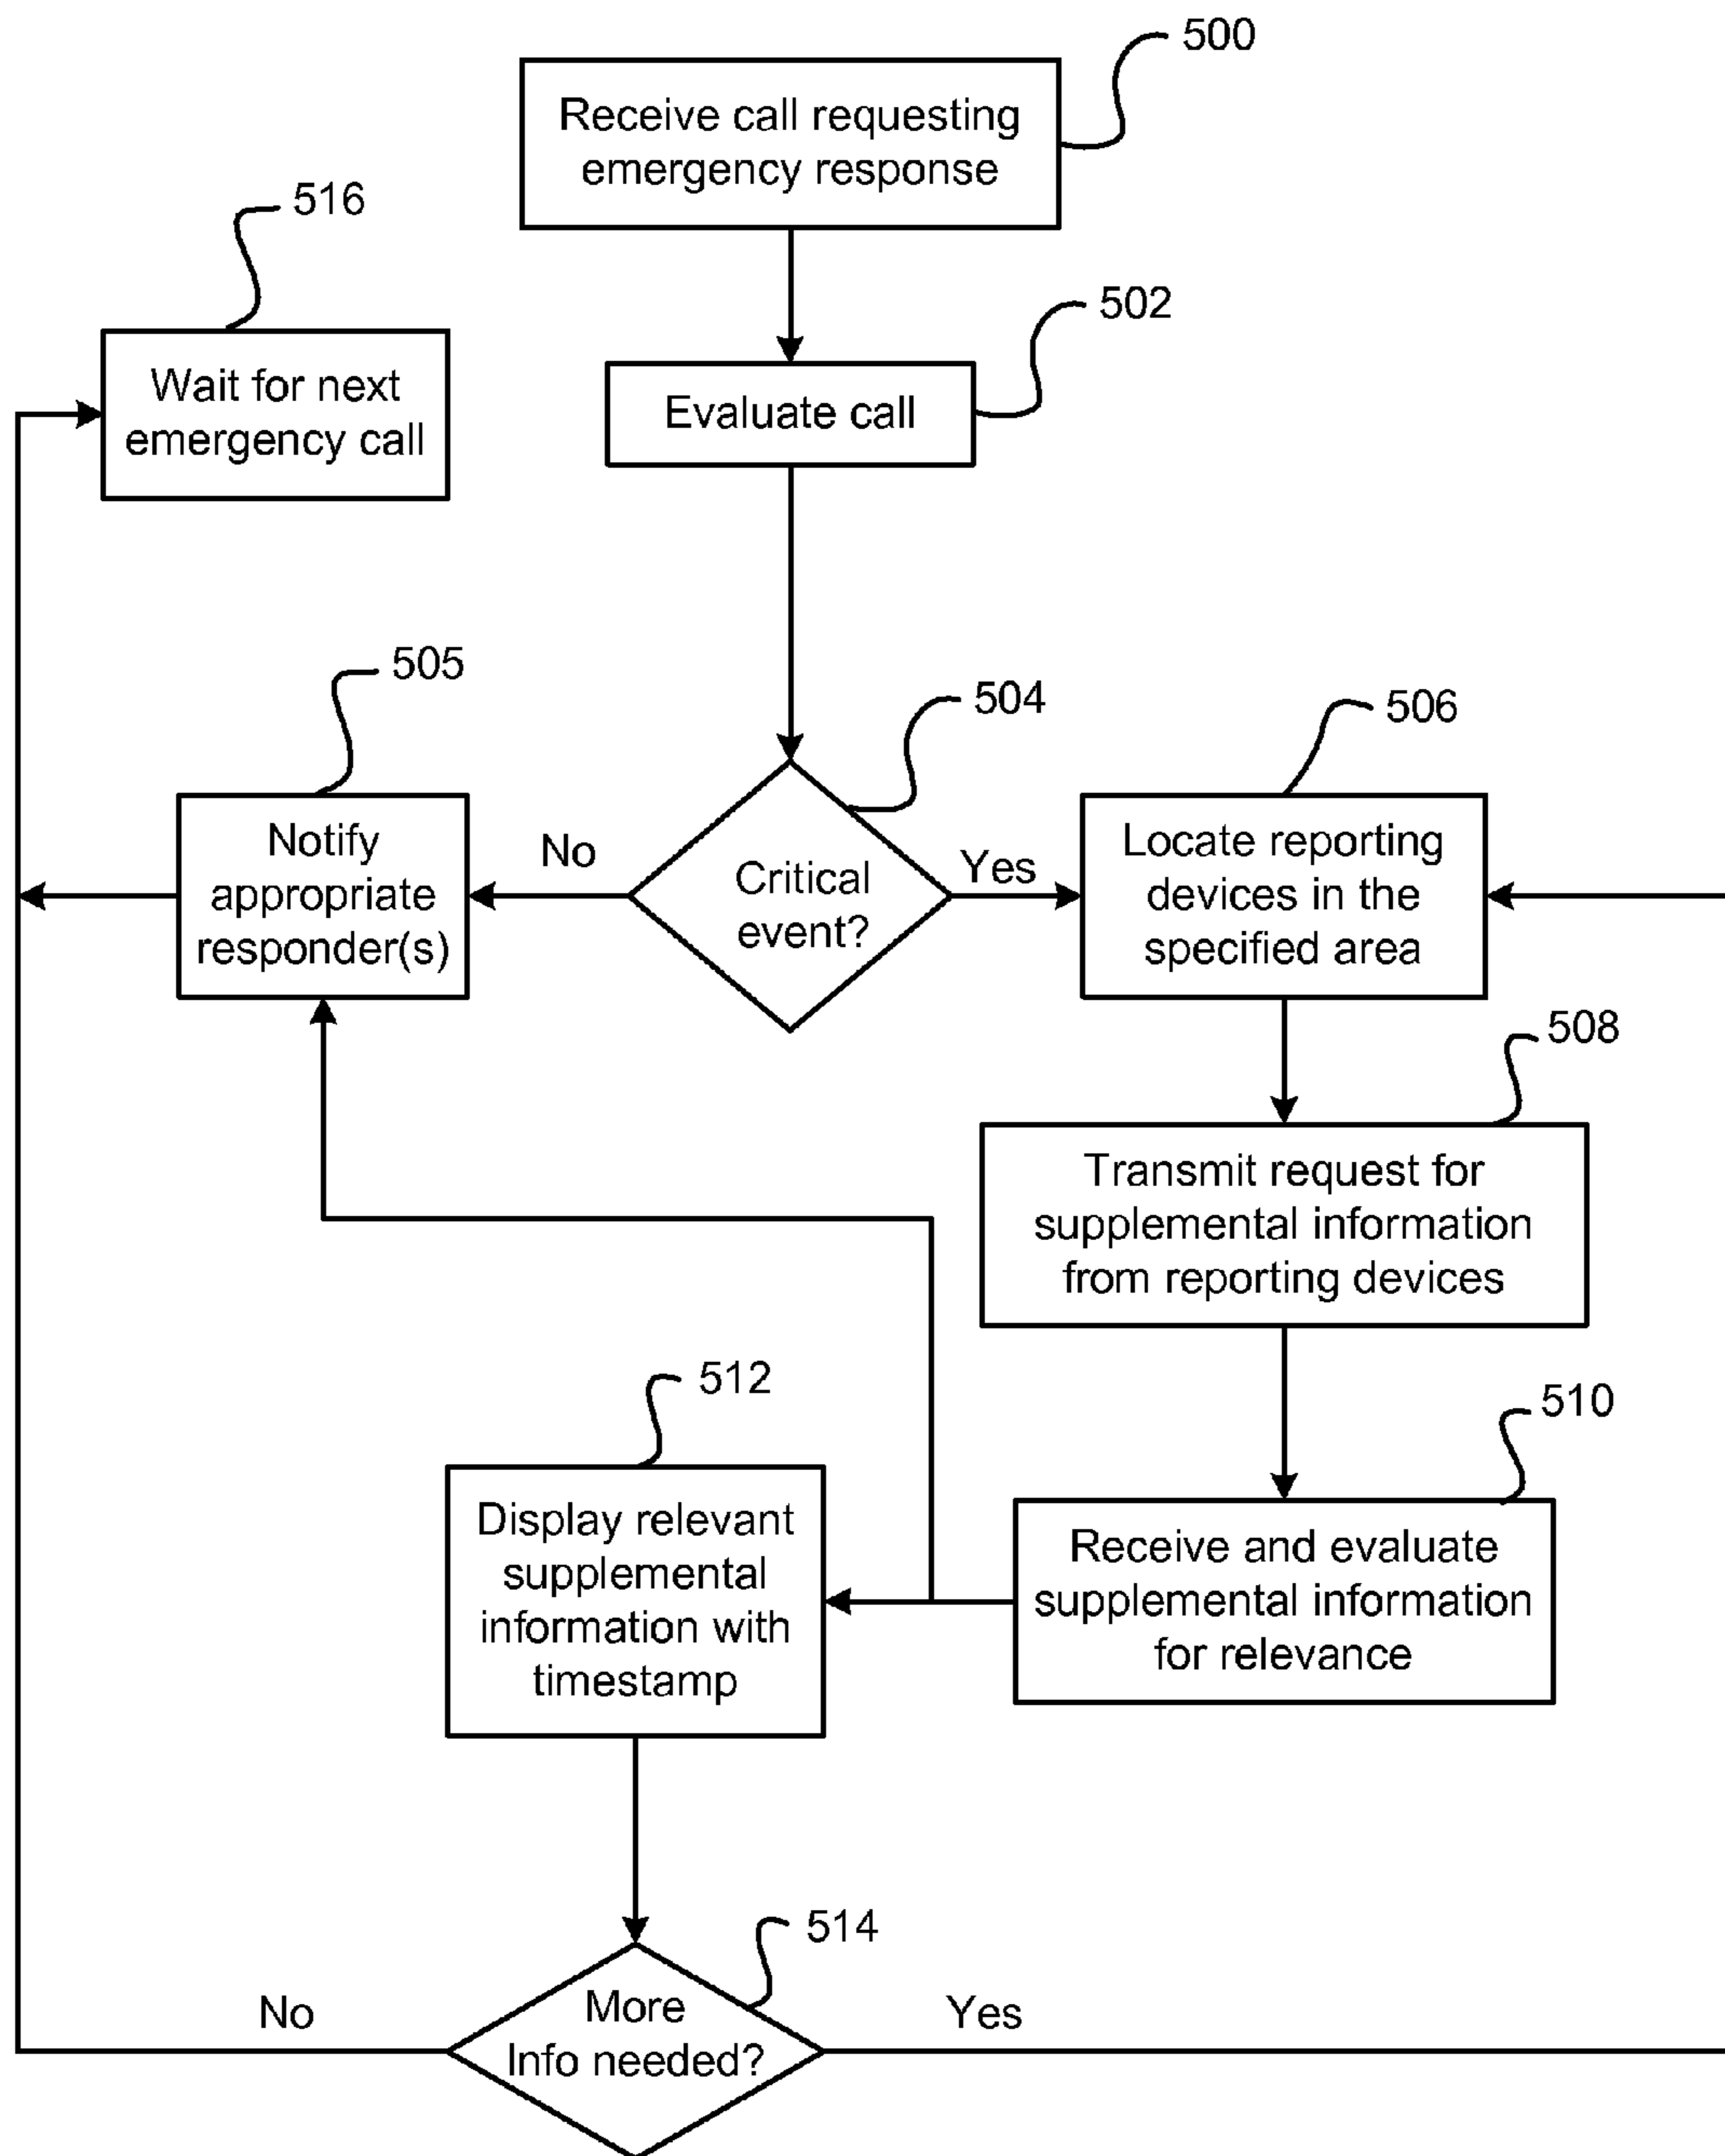 500
Receive call requesting
emergency response
516
Wait for next
emergency call
502
Evaluate call
505
Notify
appropriate
responder(s)
No
504
Critical
event?
Yes
506
Locate reporting
devices in the
specified area
508
Transmit request for
supplemental information
from reporting devices
510
Receive and evaluate
supplemental information
for relevance
512
Display relevant
supplemental
information with
timestamp
514
More
Info needed?
No
Yes